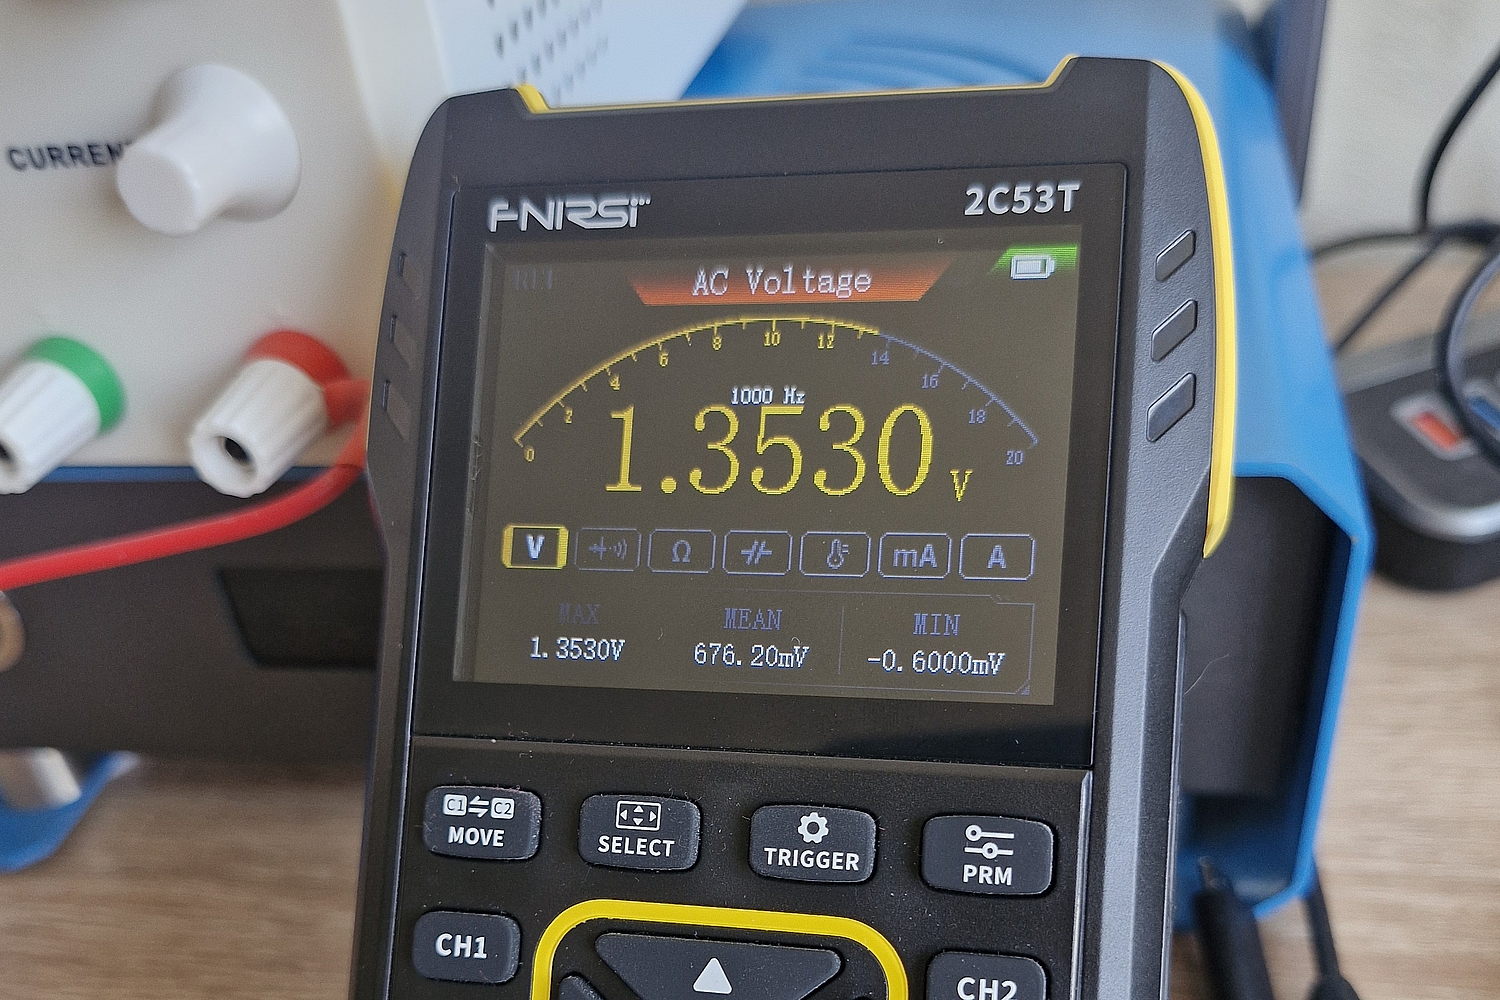 CURRENT
FNIRSI
2C53T
AC Voltage
0 2 4 6 8 10 12 14 16 18 20
1000 Hz
1.3530 V
V Ω mA A
MAX MEAN MIN
1.3530V 676.20mV -0.6000mV
C1 C2
MOVE SELECT TRIGGER PRM
CH1 CH2